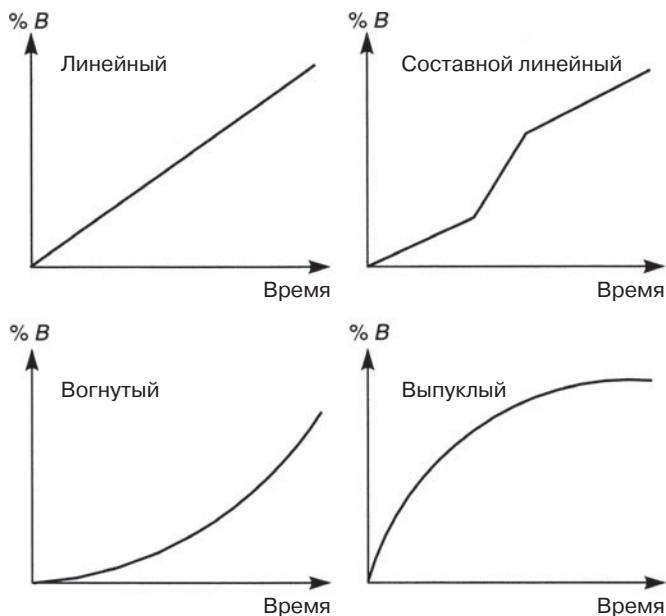 % B
Линейный
Время
% B
Составной линейный
Время
% B
Вогнутый
Время
% B
Выпуклый
Время